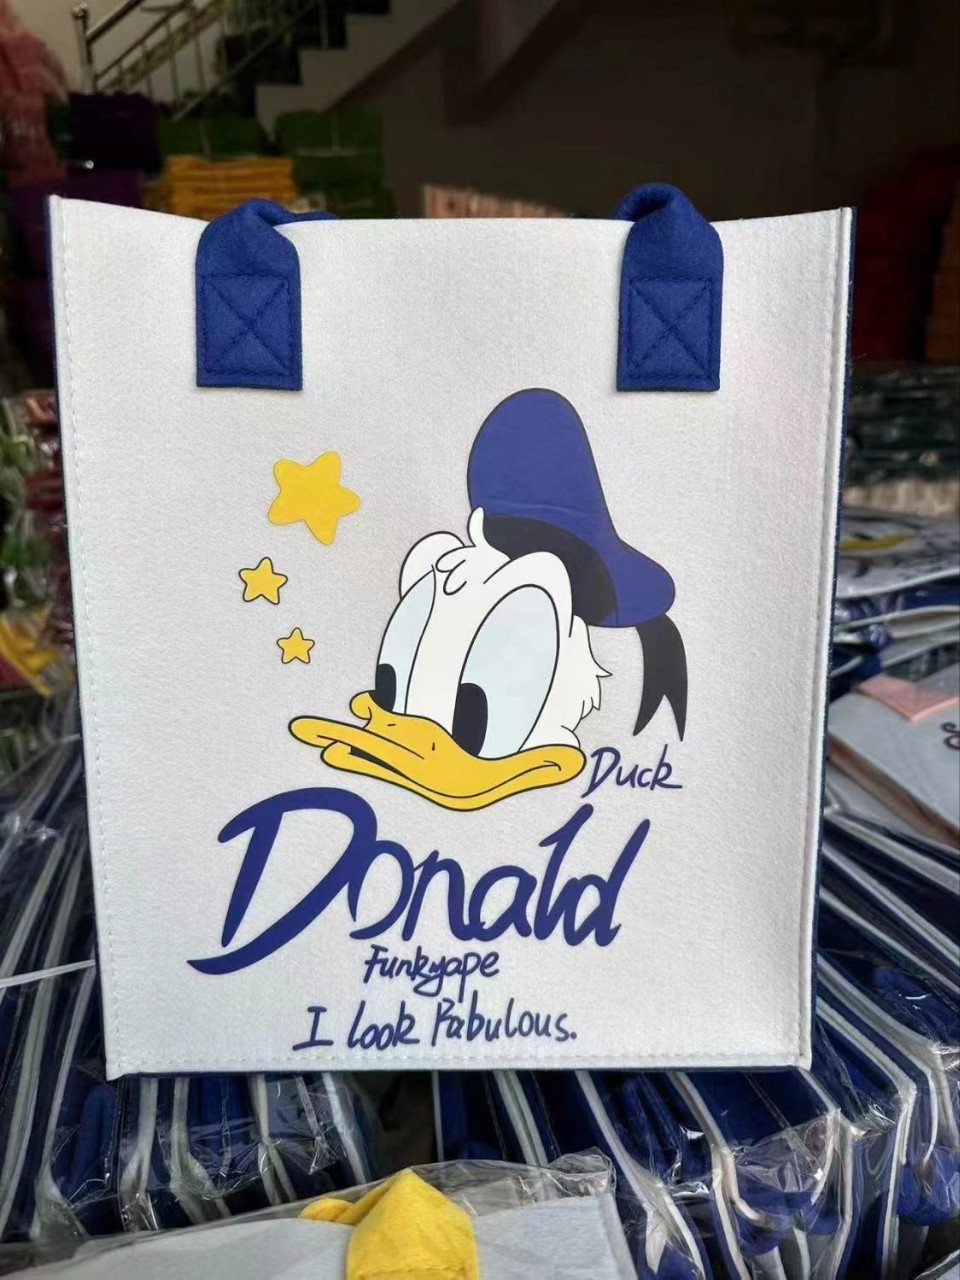 Duck
Donald
Funkyape
I look Fabulous.